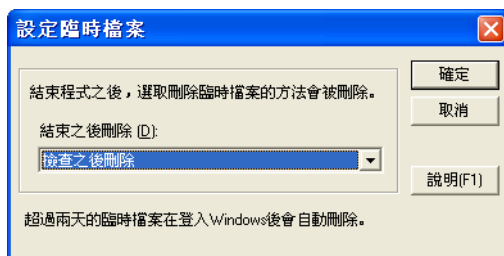 設定臨時檔案
確定
結束程式之後，選取刪除臨時檔案的方法會被刪除。
取消
結束之後刪除 (D):
檢查之後刪除
說明(F1)
超過兩天的臨時檔案在登入Windows後會自動刪除。